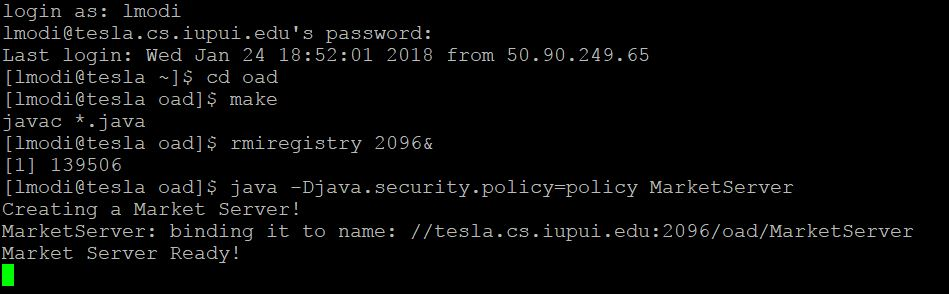 login as: lmodi
lmodi@tesla.cs.iupui.edu's password:
Last login: Wed Jan 24 18:52:01 2018 from 50.90.249.65
[lmodi@tesla ~]$ cd oad
[lmodi@tesla oad]$ make
javac *.java
[lmodi@tesla oad]$ rmiregistry 2096&
[1] 139506
[lmodi@tesla oad]$ java -Djava.security.policy=policy MarketServer
Creating a Market Server!
MarketServer: binding it to name: //tesla.cs.iupui.edu:2096/oad/MarketServer
Market Server Ready!